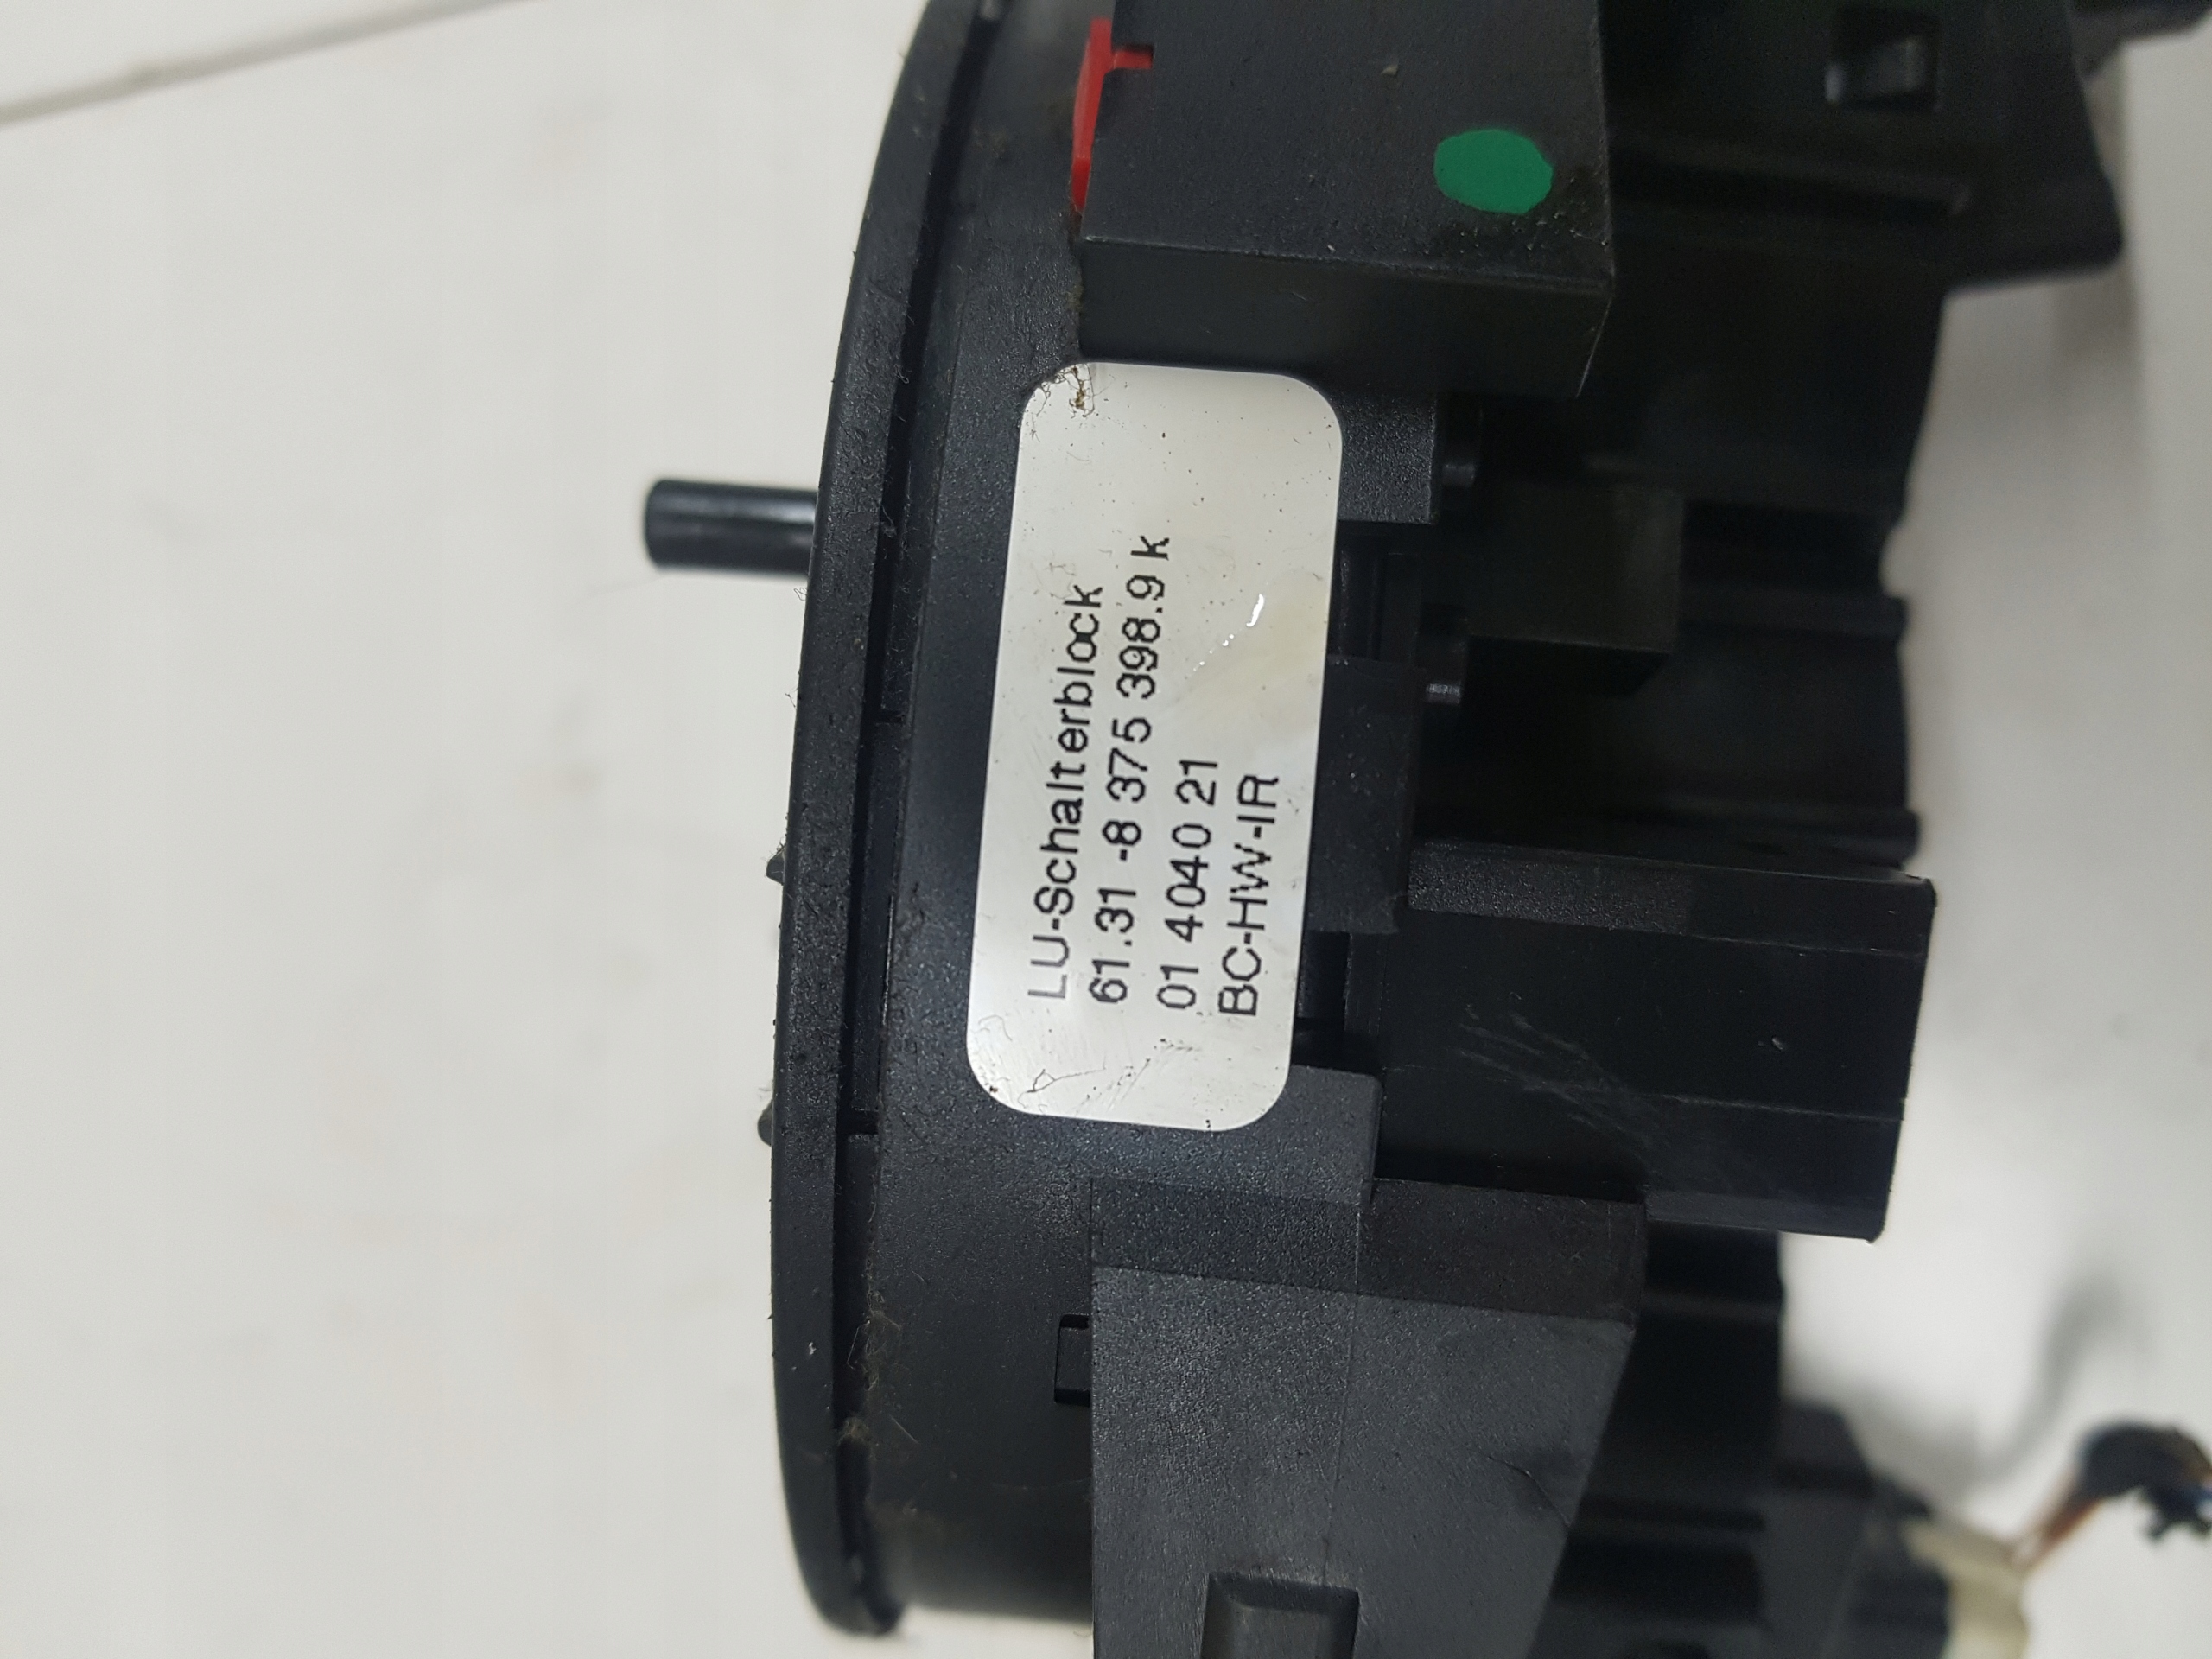 LU-Schalterblock
61.31 -8 375 398.9 k
01 4040 21
BC-HW-IR